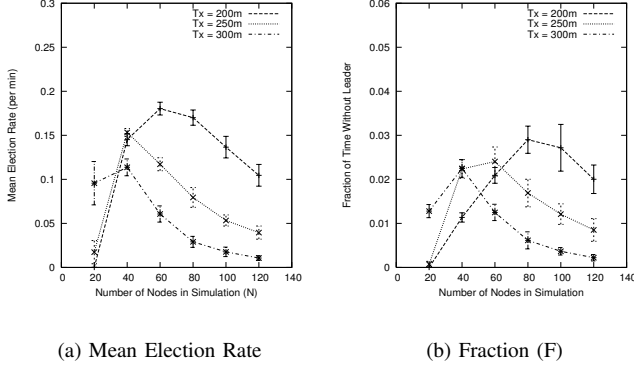 0.3
0.25
0.2
0.15
0.1
0.05
0
0 20 40 60 80 100 120 140
Mean Election Rate (per min)
Number of Nodes in Simulation (N)
Tx = 200m
Tx = 250m
Tx = 300m
(a) Mean Election Rate
0.06
0.05
0.04
0.03
0.02
0.01
0
0 20 40 60 80 100 120 140
Fraction of Time Without Leader
Number of Nodes in Simulation
Tx = 200m
Tx = 250m
Tx = 300m
(b) Fraction (F)